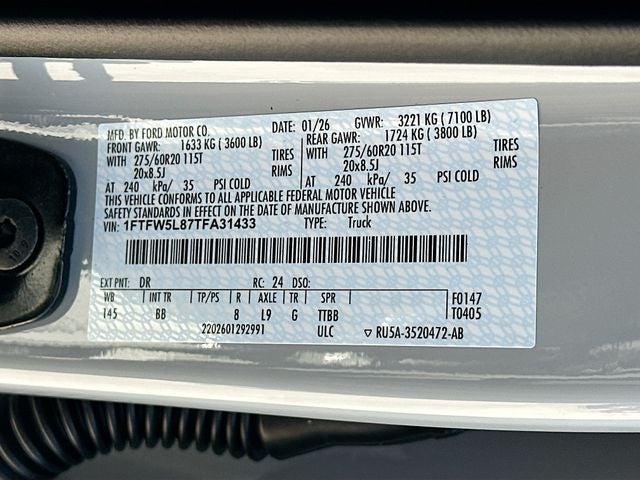 MFD. BY FORD MOTOR CO. DATE: 01/26 GVWR: 3221 KG ( 7100 LB)
FRONT GAWR: 1633 KG ( 3600 LB) REAR GAWR: 1724 KG ( 3800 LB)
WITH 275/60R20 115T TIRES WITH 275/60R20 115T TIRES
20x8.5J RIMS 20x8.5J RIMS
AT 240 kPa/ 35 PSI COLD AT 240 kPa/ 35 PSI COLD
THIS VEHICLE CONFORMS TO ALL APPLICABLE FEDERAL MOTOR VEHICLE
SAFETY STANDARDS IN EFFECT ON THE DATE OF MANUFACTURE SHOWN ABOVE.
VIN: 1FTFW5L87TFA31433 TYPE: Truck
EXT PNT: DR RC: 24 DSO:
WB INT TR TP/PS R AXLE TR SPR F0147
145 BB 8 L9 G TTBB T0405
2202601292991 ULC ▽ RU5A-3520472-AB